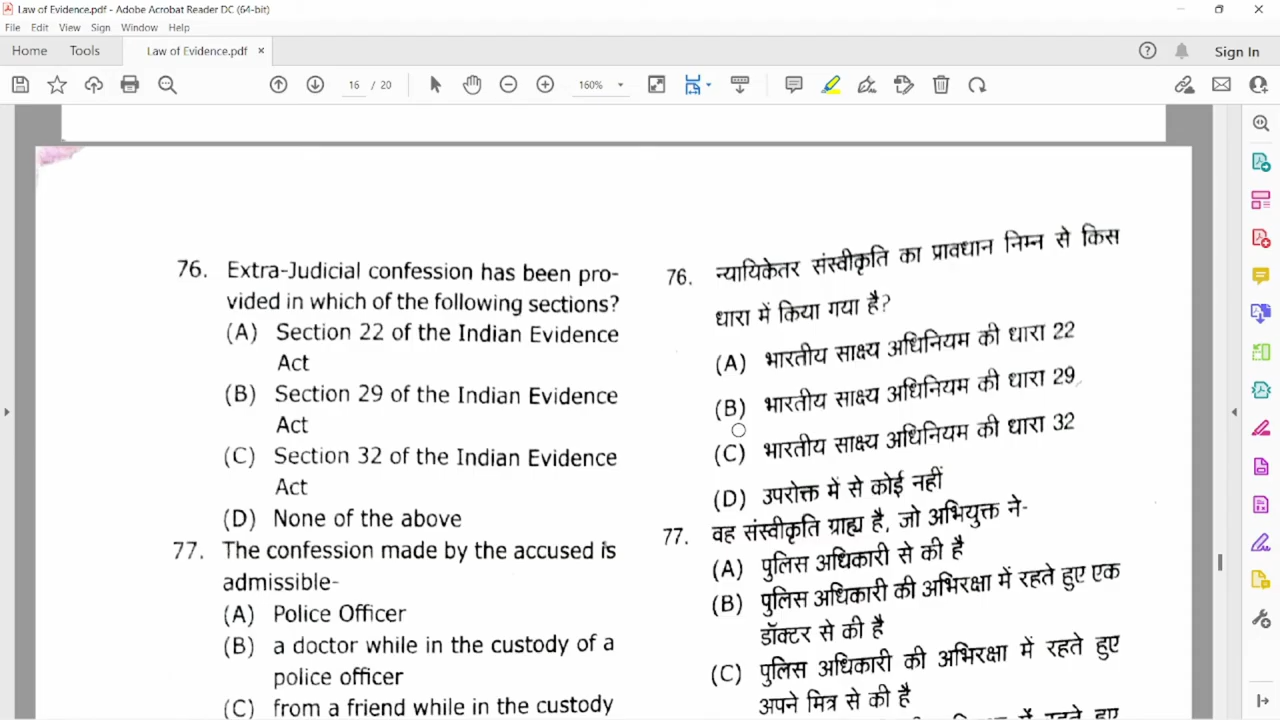 Law of Evidence.pdf - Adobe Acrobat Reader DC (64-bit)
File Edit View Sign Window Help
Home Tools Law of Evidence.pdf × Sign In
16 / 20 160%
76. Extra-Judicial confession has been pro-
vided in which of the following sections?
(A) Section 22 of the Indian Evidence
Act
(B) Section 29 of the Indian Evidence
Act
(C) Section 32 of the Indian Evidence
Act
(D) None of the above
77. The confession made by the accused is
admissible-
(A) Police Officer
(B) a doctor while in the custody of a
police officer
(C) from a friend while in the custody
76. न्यायिकेतर संस्वीकृति का प्रावधान निम्न से किस
धारा में किया गया है?
(A) भारतीय साक्ष्य अधिनियम की धारा 22
(B) भारतीय साक्ष्य अधिनियम की धारा 29
(C) भारतीय साक्ष्य अधिनियम की धारा 32
(D) उपरोक्त में से कोई नहीं
77. वह संस्वीकृति ग्राह्य है, जो अभियुक्त ने-
(A) पुलिस अधिकारी से की है
(B) पुलिस अधिकारी की अभिरक्षा में रहते हुए एक
डॉक्टर से की है
(C) पुलिस अधिकारी की अभिरक्षा में रहते हुए
अपने मित्र से की है